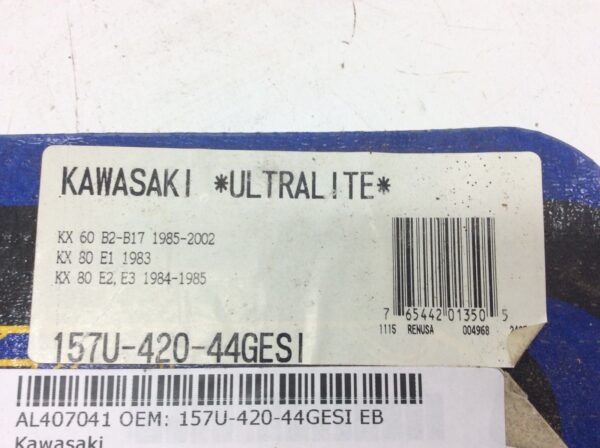 KAWASAKI *ULTRALITE*
KX 60 B2-B17 1985-2002
KX 80 E1 1983
KX 80 E2, E3 1984-1985
7 65442 01350 5
1115 RENUSA 004968
157U-420-44GESI
AL407041 OEM: 157U-420-44GESI EB
Kawasaki